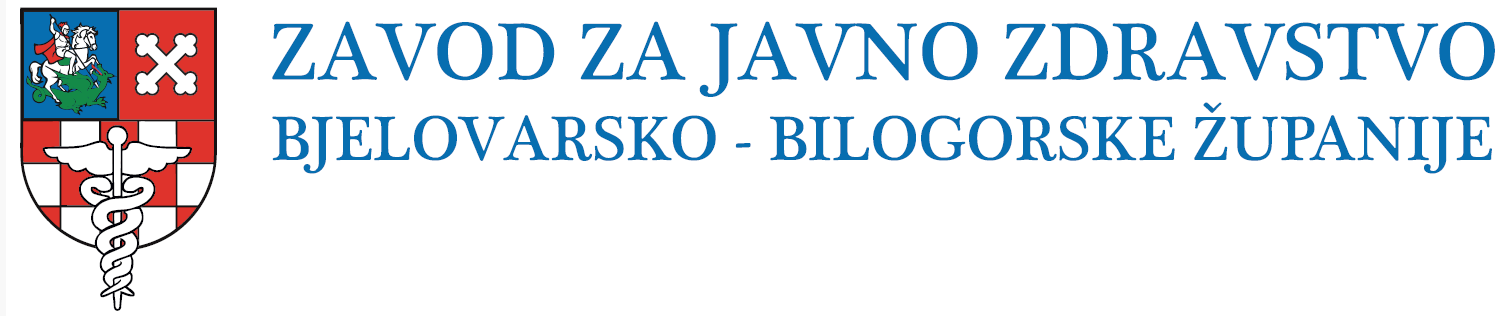 ZAVOD ZA JAVNO ZDRAVSTVO
BJELOVARSKO - BILOGORSKE ŽUPANIJE